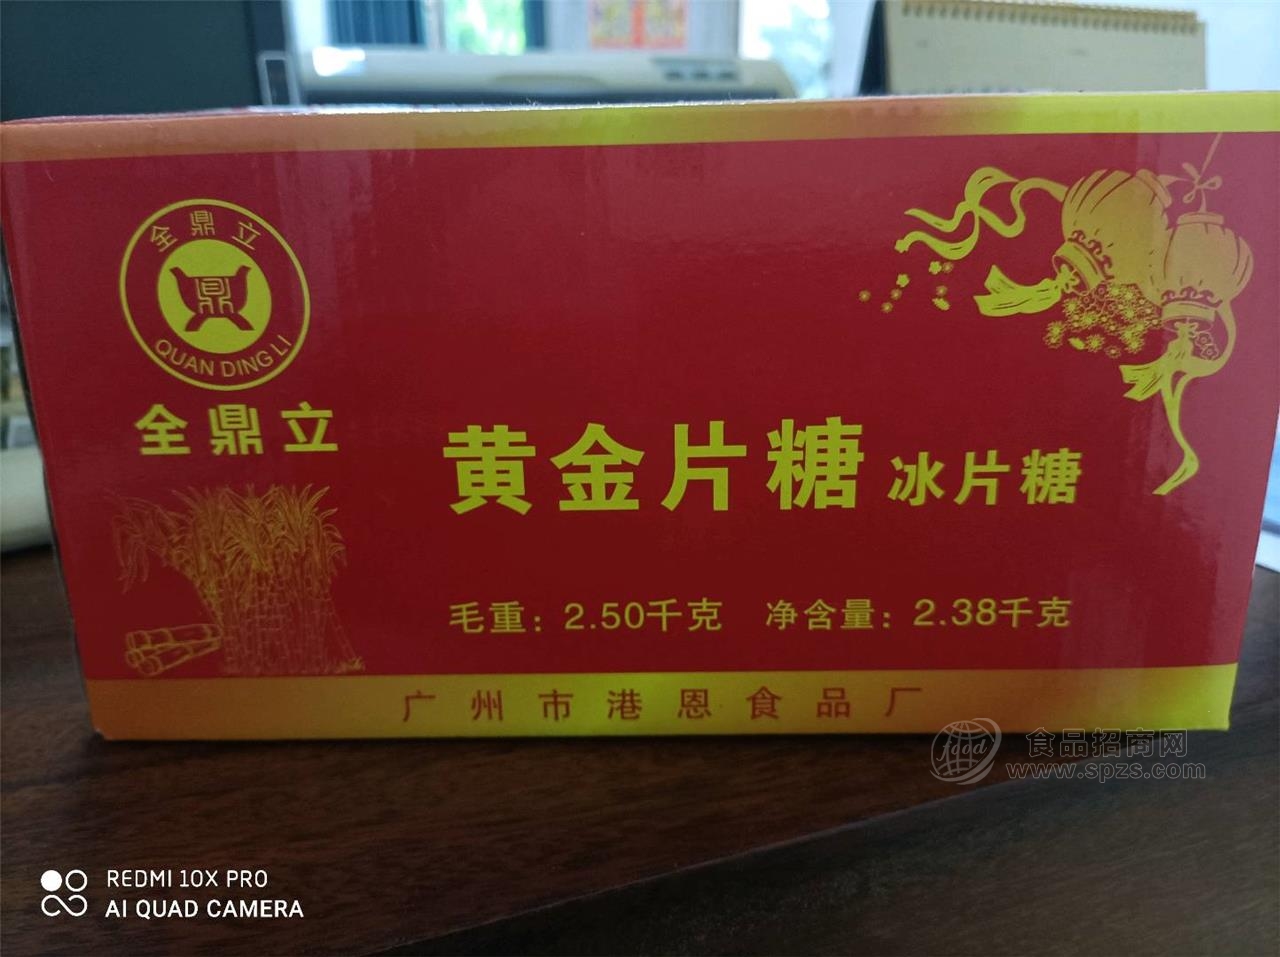 全鼎立
鼎
QUAN DING LI
全鼎立
黄金片糖 冰片糖
毛重：2.50千克 净含量：2.38千克
广州市港恩食品厂
food 食品招商网
www.spzs.com
REDMI 10X PRO
AI QUAD CAMERA